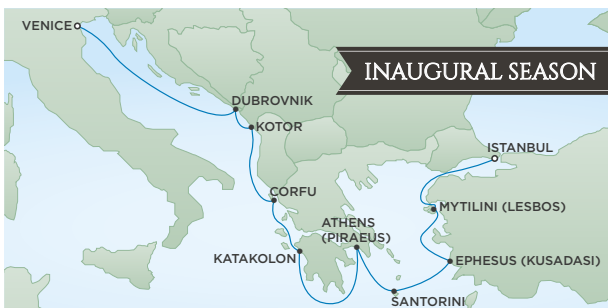 VENICE
INAUGURAL SEASON
DUBROVNIK
KOTOR
ISTANBUL
CORFU
MYTILINI (LESBOS)
ATHENS
(PIRAEUS)
KATAKOLON
EPHESUS (KUSADASI)
SANTORINI